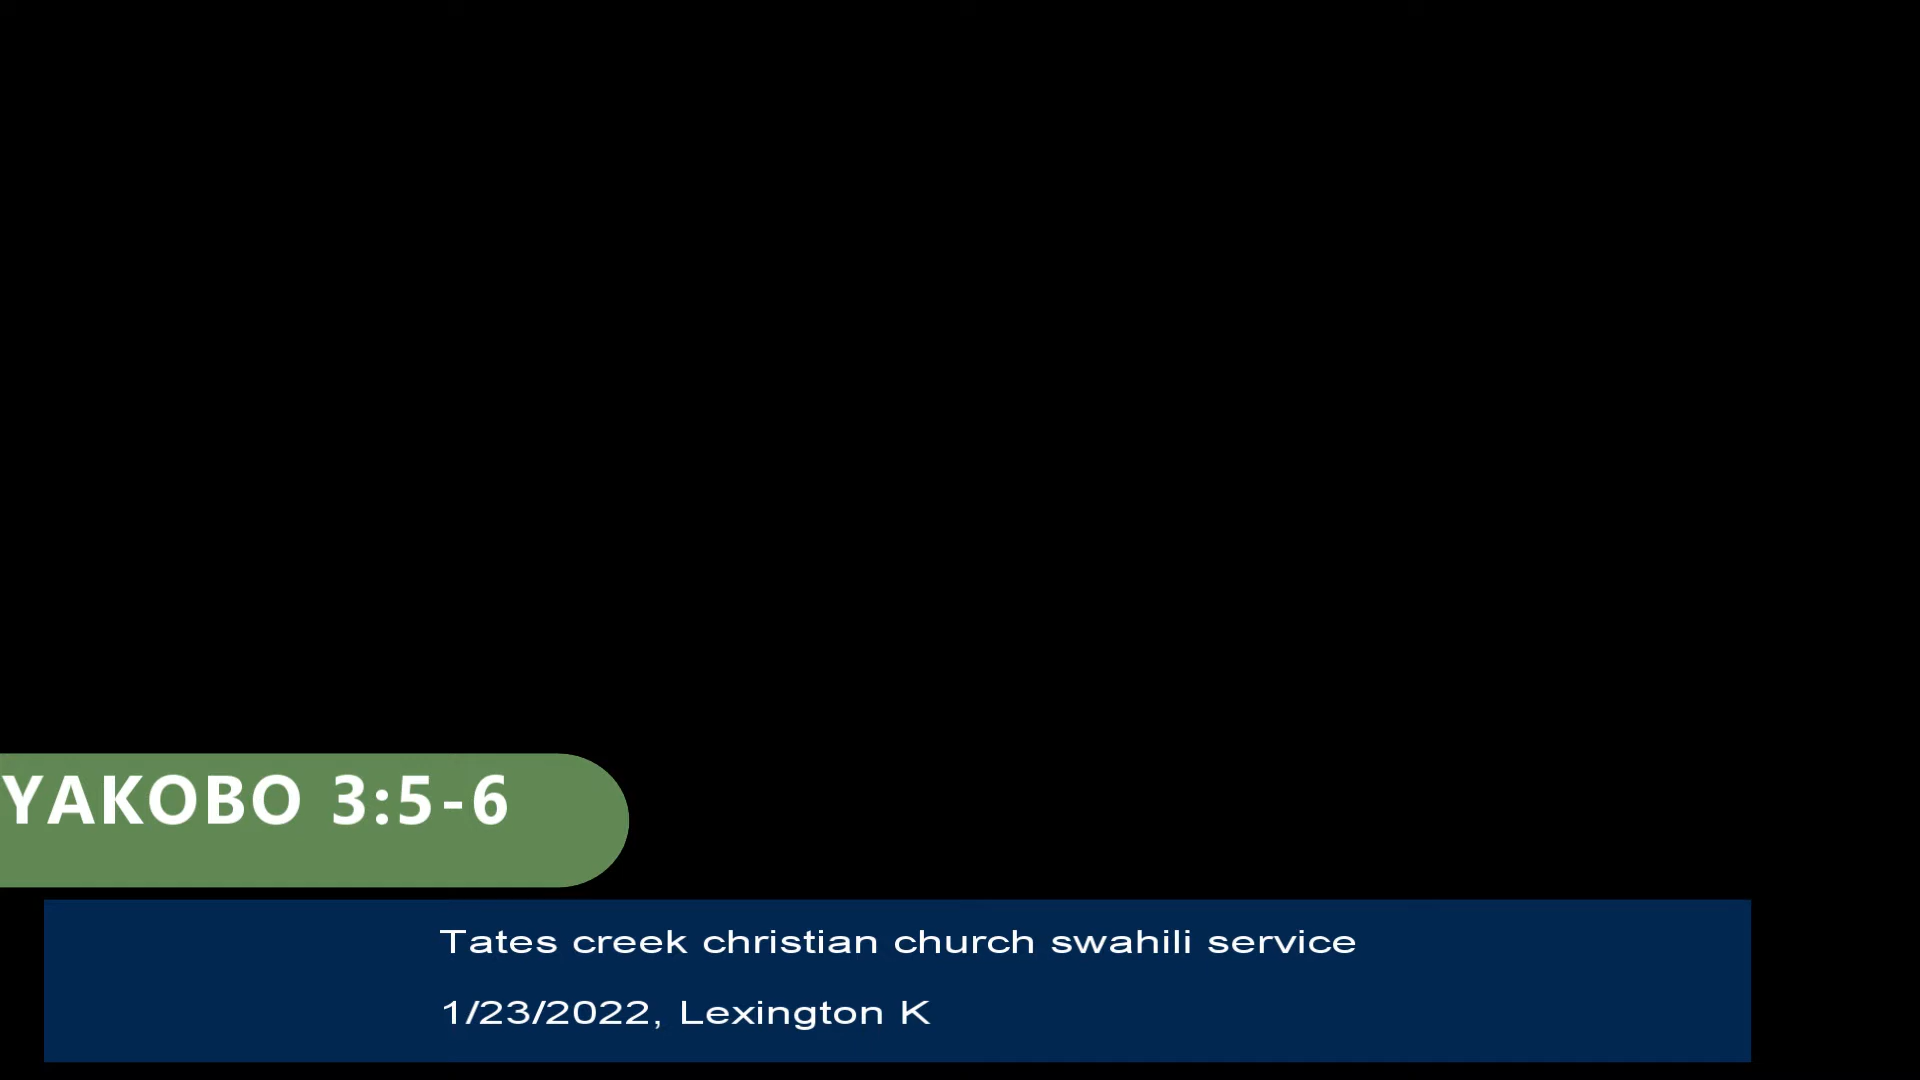 YAKOBO 3:5-6
Tates creek christian church swahili service
1/23/2022, Lexington K